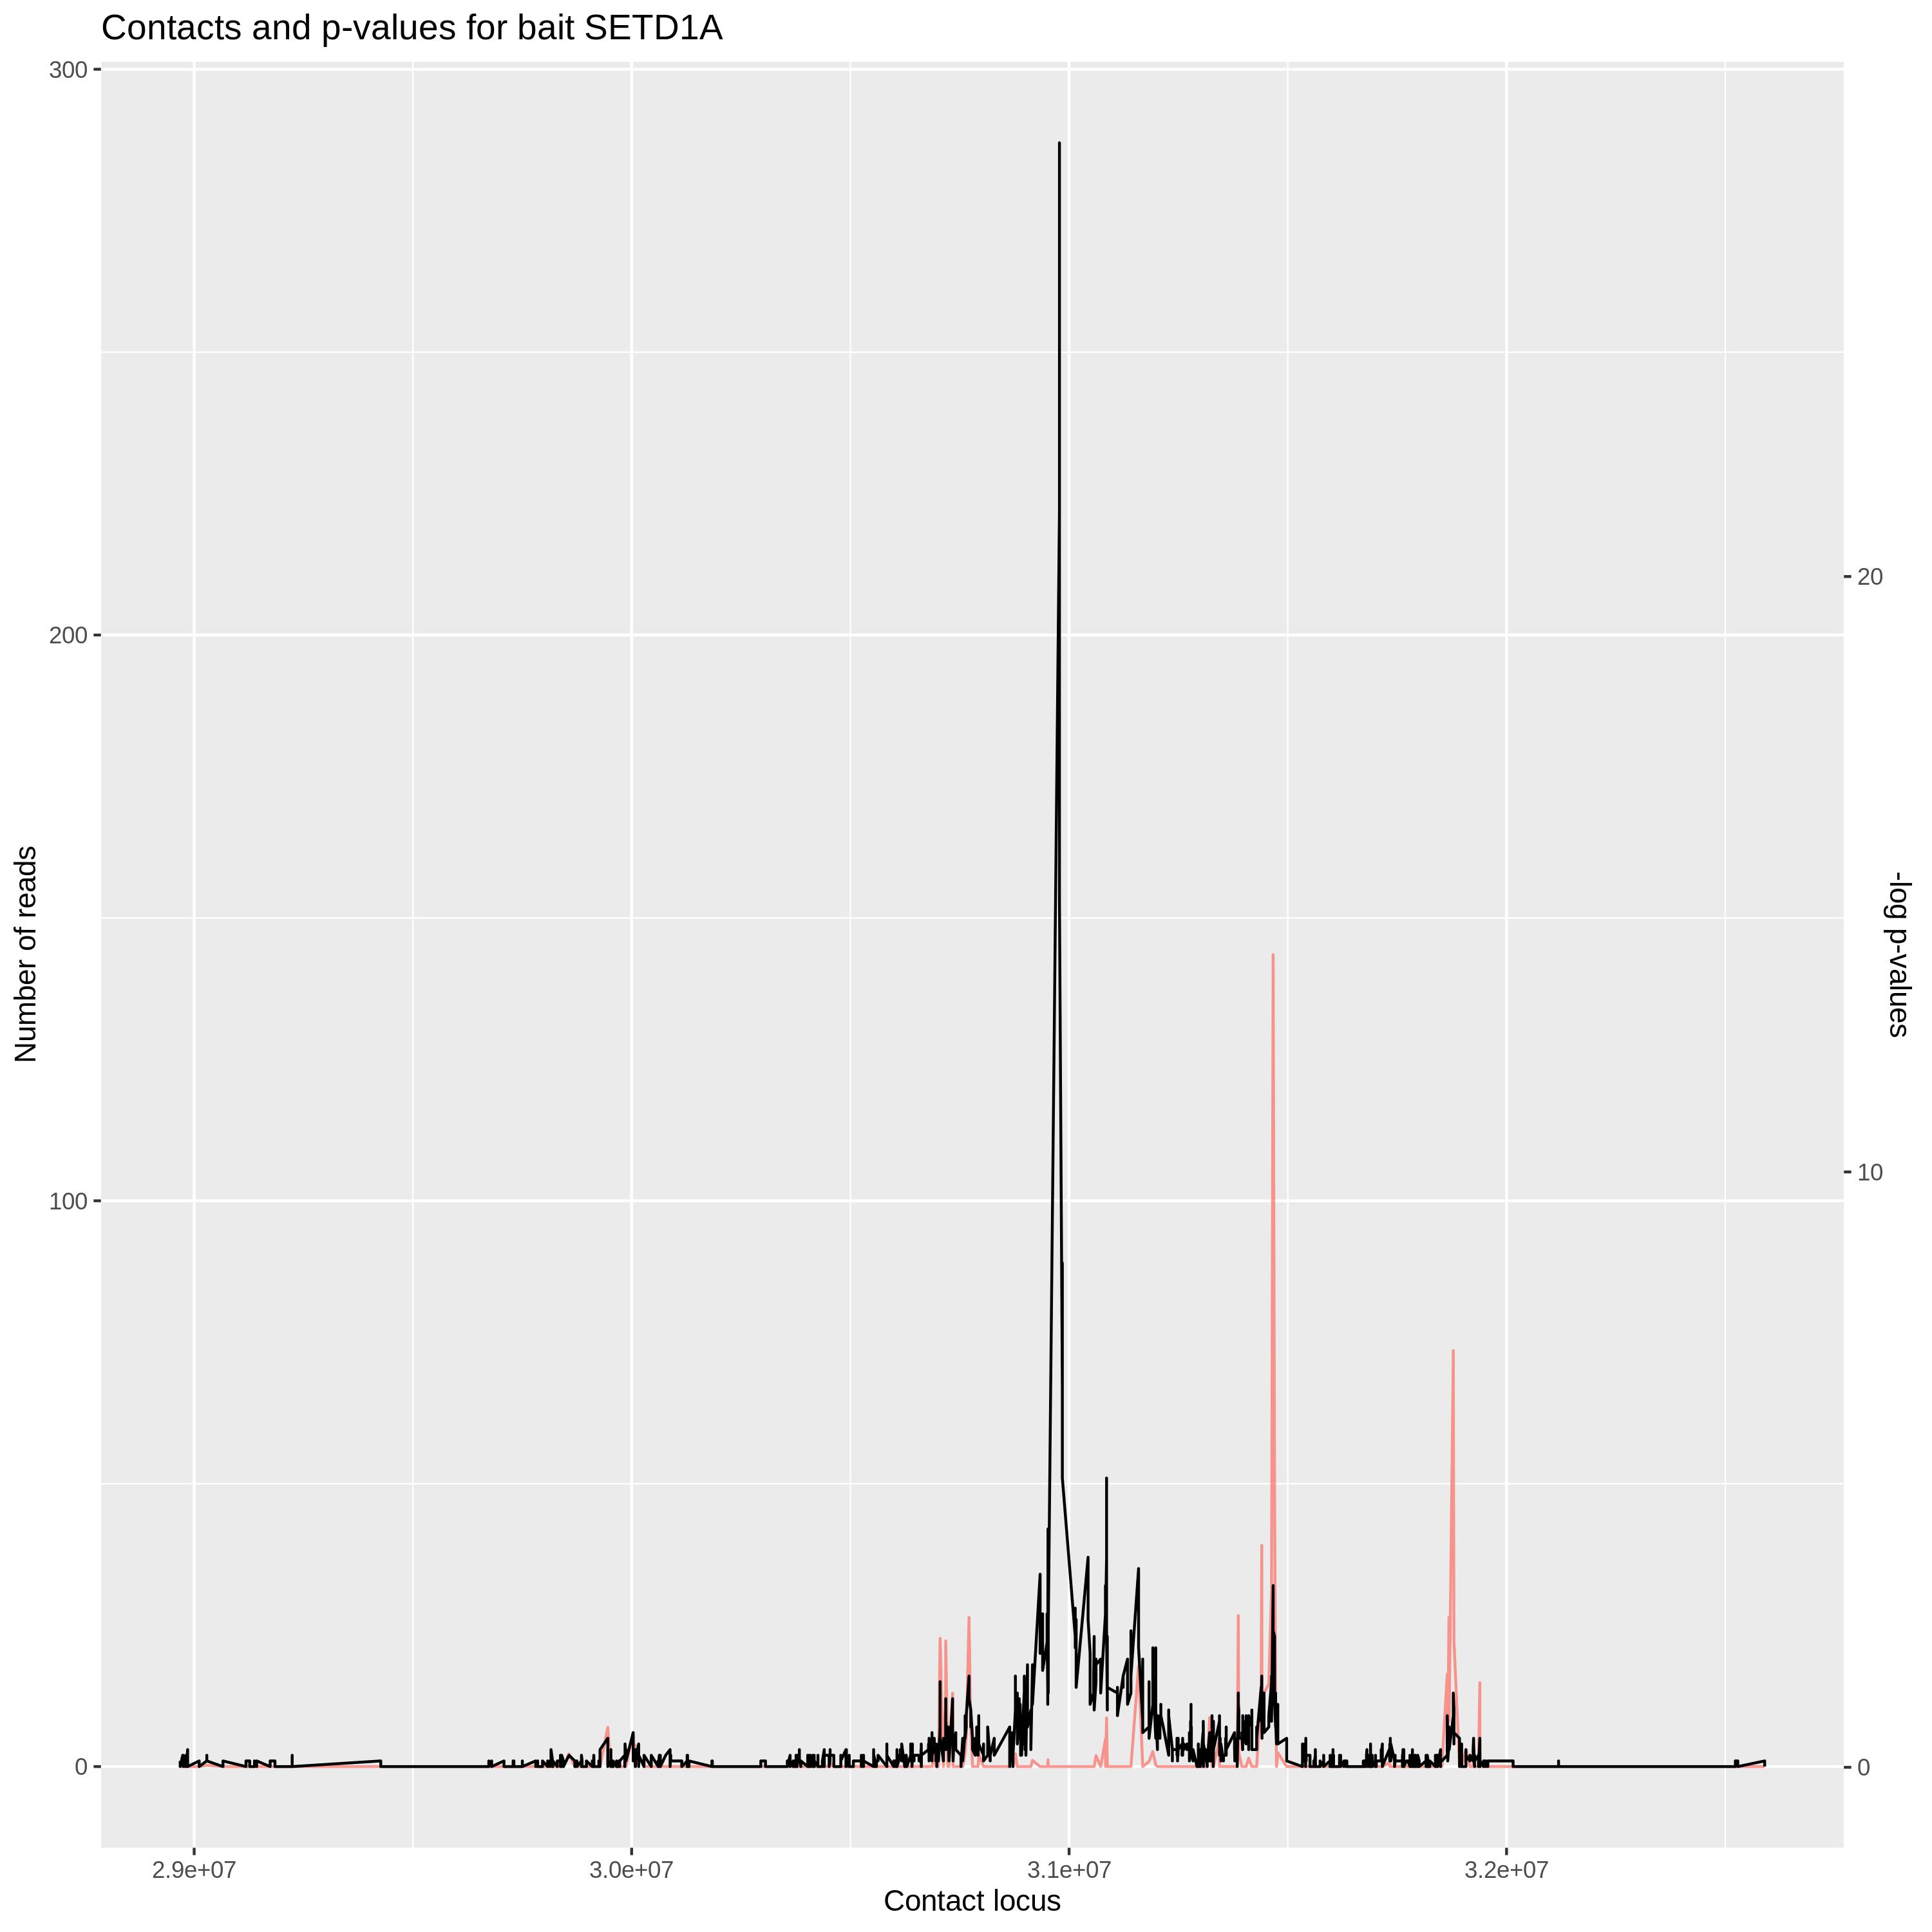 Contacts and p-values for bait SETD1A
300
200
100
0
Number of reads
20
10
0
-log p-values
2.9e+07 3.0e+07 3.1e+07 3.2e+07
Contact locus